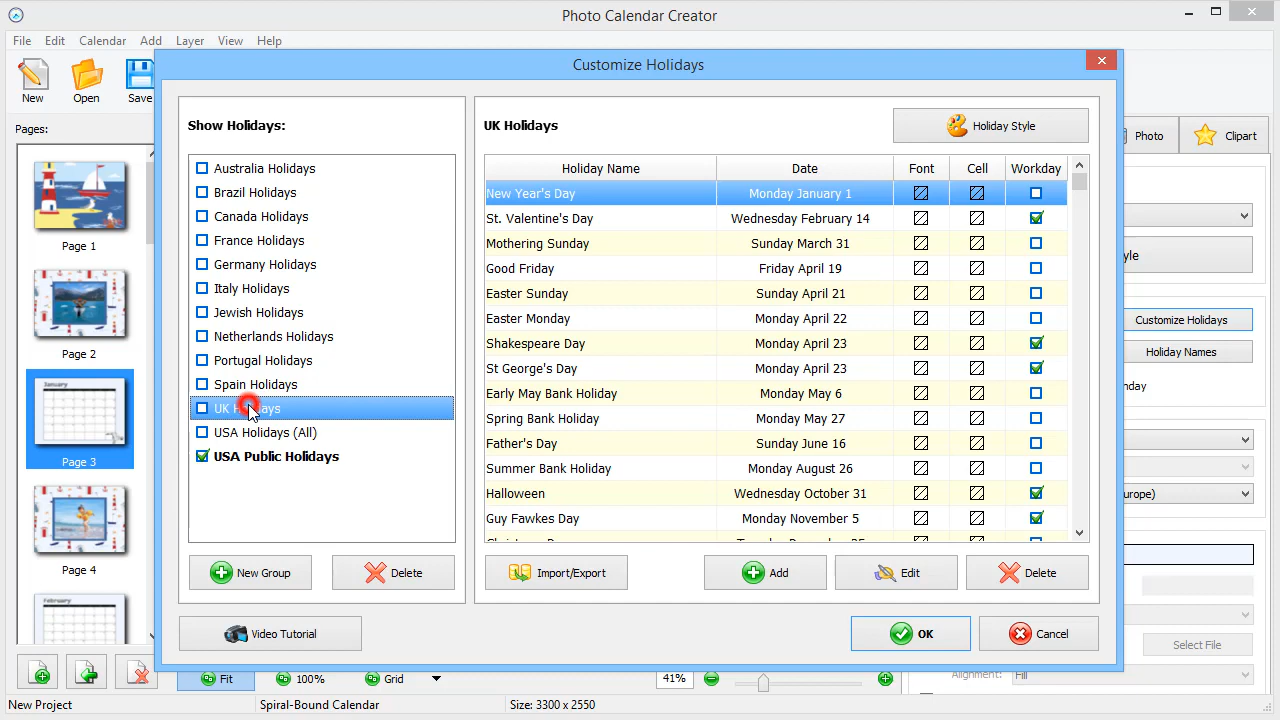 Photo Calendar Creator
File Edit Calendar Add Layer View Help
New Open Save
Pages:
Page 1
Page 2
January
Page 3
Page 4
February
Customize Holidays
Show Holidays:
Australia Holidays
Brazil Holidays
Canada Holidays
France Holidays
Germany Holidays
Italy Holidays
Jewish Holidays
Netherlands Holidays
Portugal Holidays
Spain Holidays
UK Holidays
USA Holidays (All)
USA Public Holidays
New Group Delete
UK Holidays
Holiday Style
Holiday Name Date Font Cell Workday
New Year's Day Monday January 1
St. Valentine's Day Wednesday February 14
Mothering Sunday Sunday March 31
Good Friday Friday April 19
Easter Sunday Sunday April 21
Easter Monday Monday April 22
Shakespeare Day Monday April 23
St George's Day Monday April 23
Early May Bank Holiday Monday May 6
Spring Bank Holiday Monday May 27
Father's Day Sunday June 16
Summer Bank Holiday Monday August 26
Halloween Wednesday October 31
Guy Fawkes Day Monday November 5
Import/Export Add Edit Delete
Video Tutorial OK Cancel
Photo Clipart
Customize Holidays
Holiday Names
Select File
Alignment: Fill
Fit 100% Grid 41%
New Project Spiral-Bound Calendar Size: 3300 x 2550